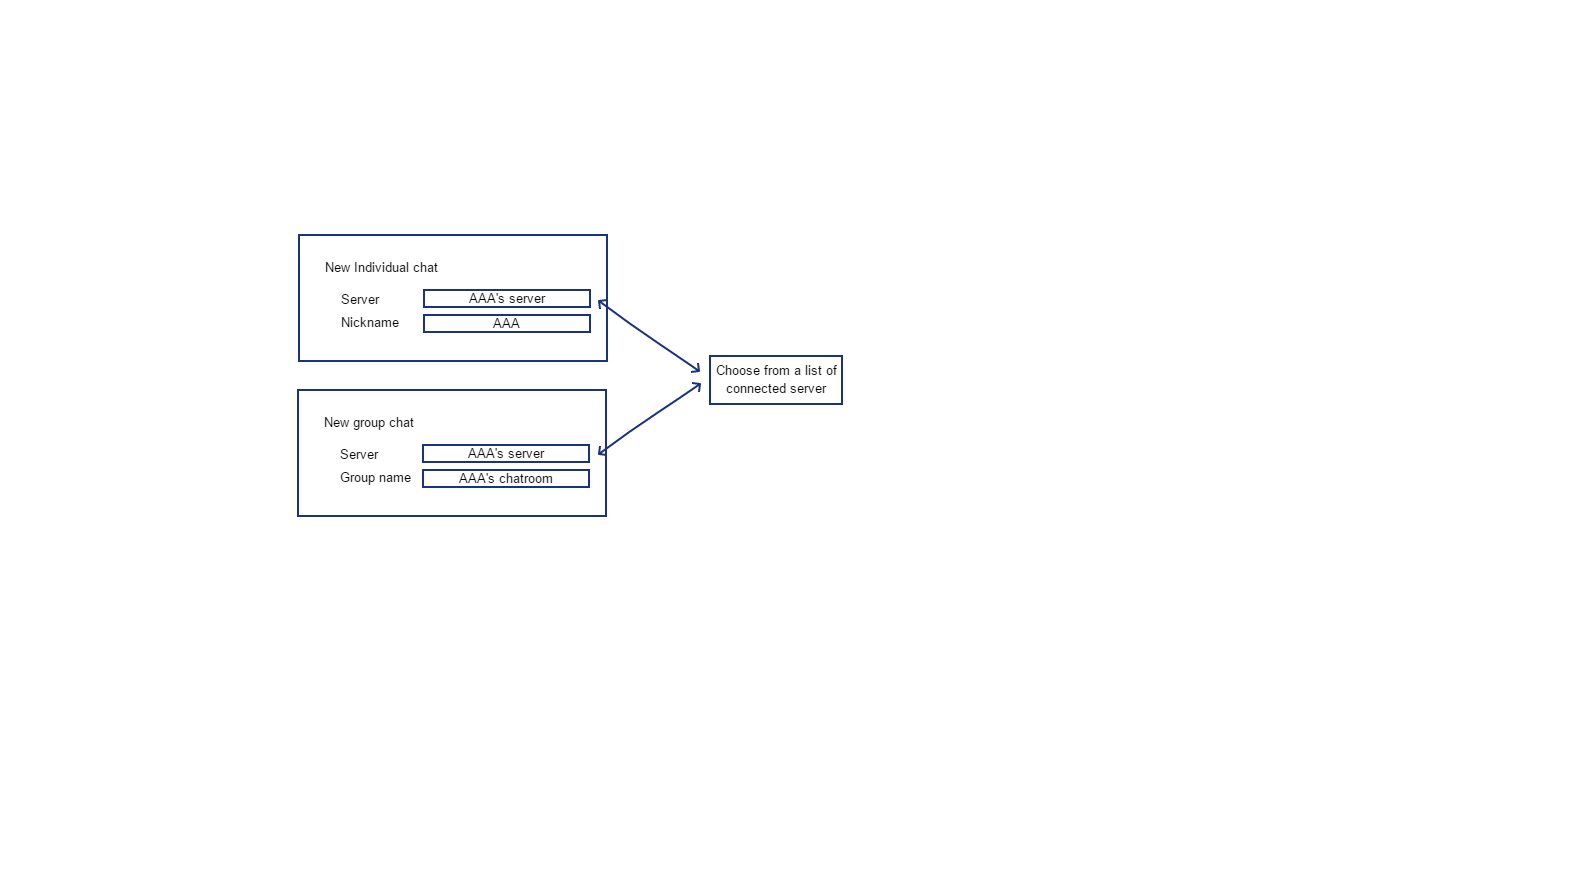 New Individual chat
Server AAA's server
Nickname AAA
New group chat
Server AAA's server
Group name AAA's chatroom
Choose from a list of
connected server